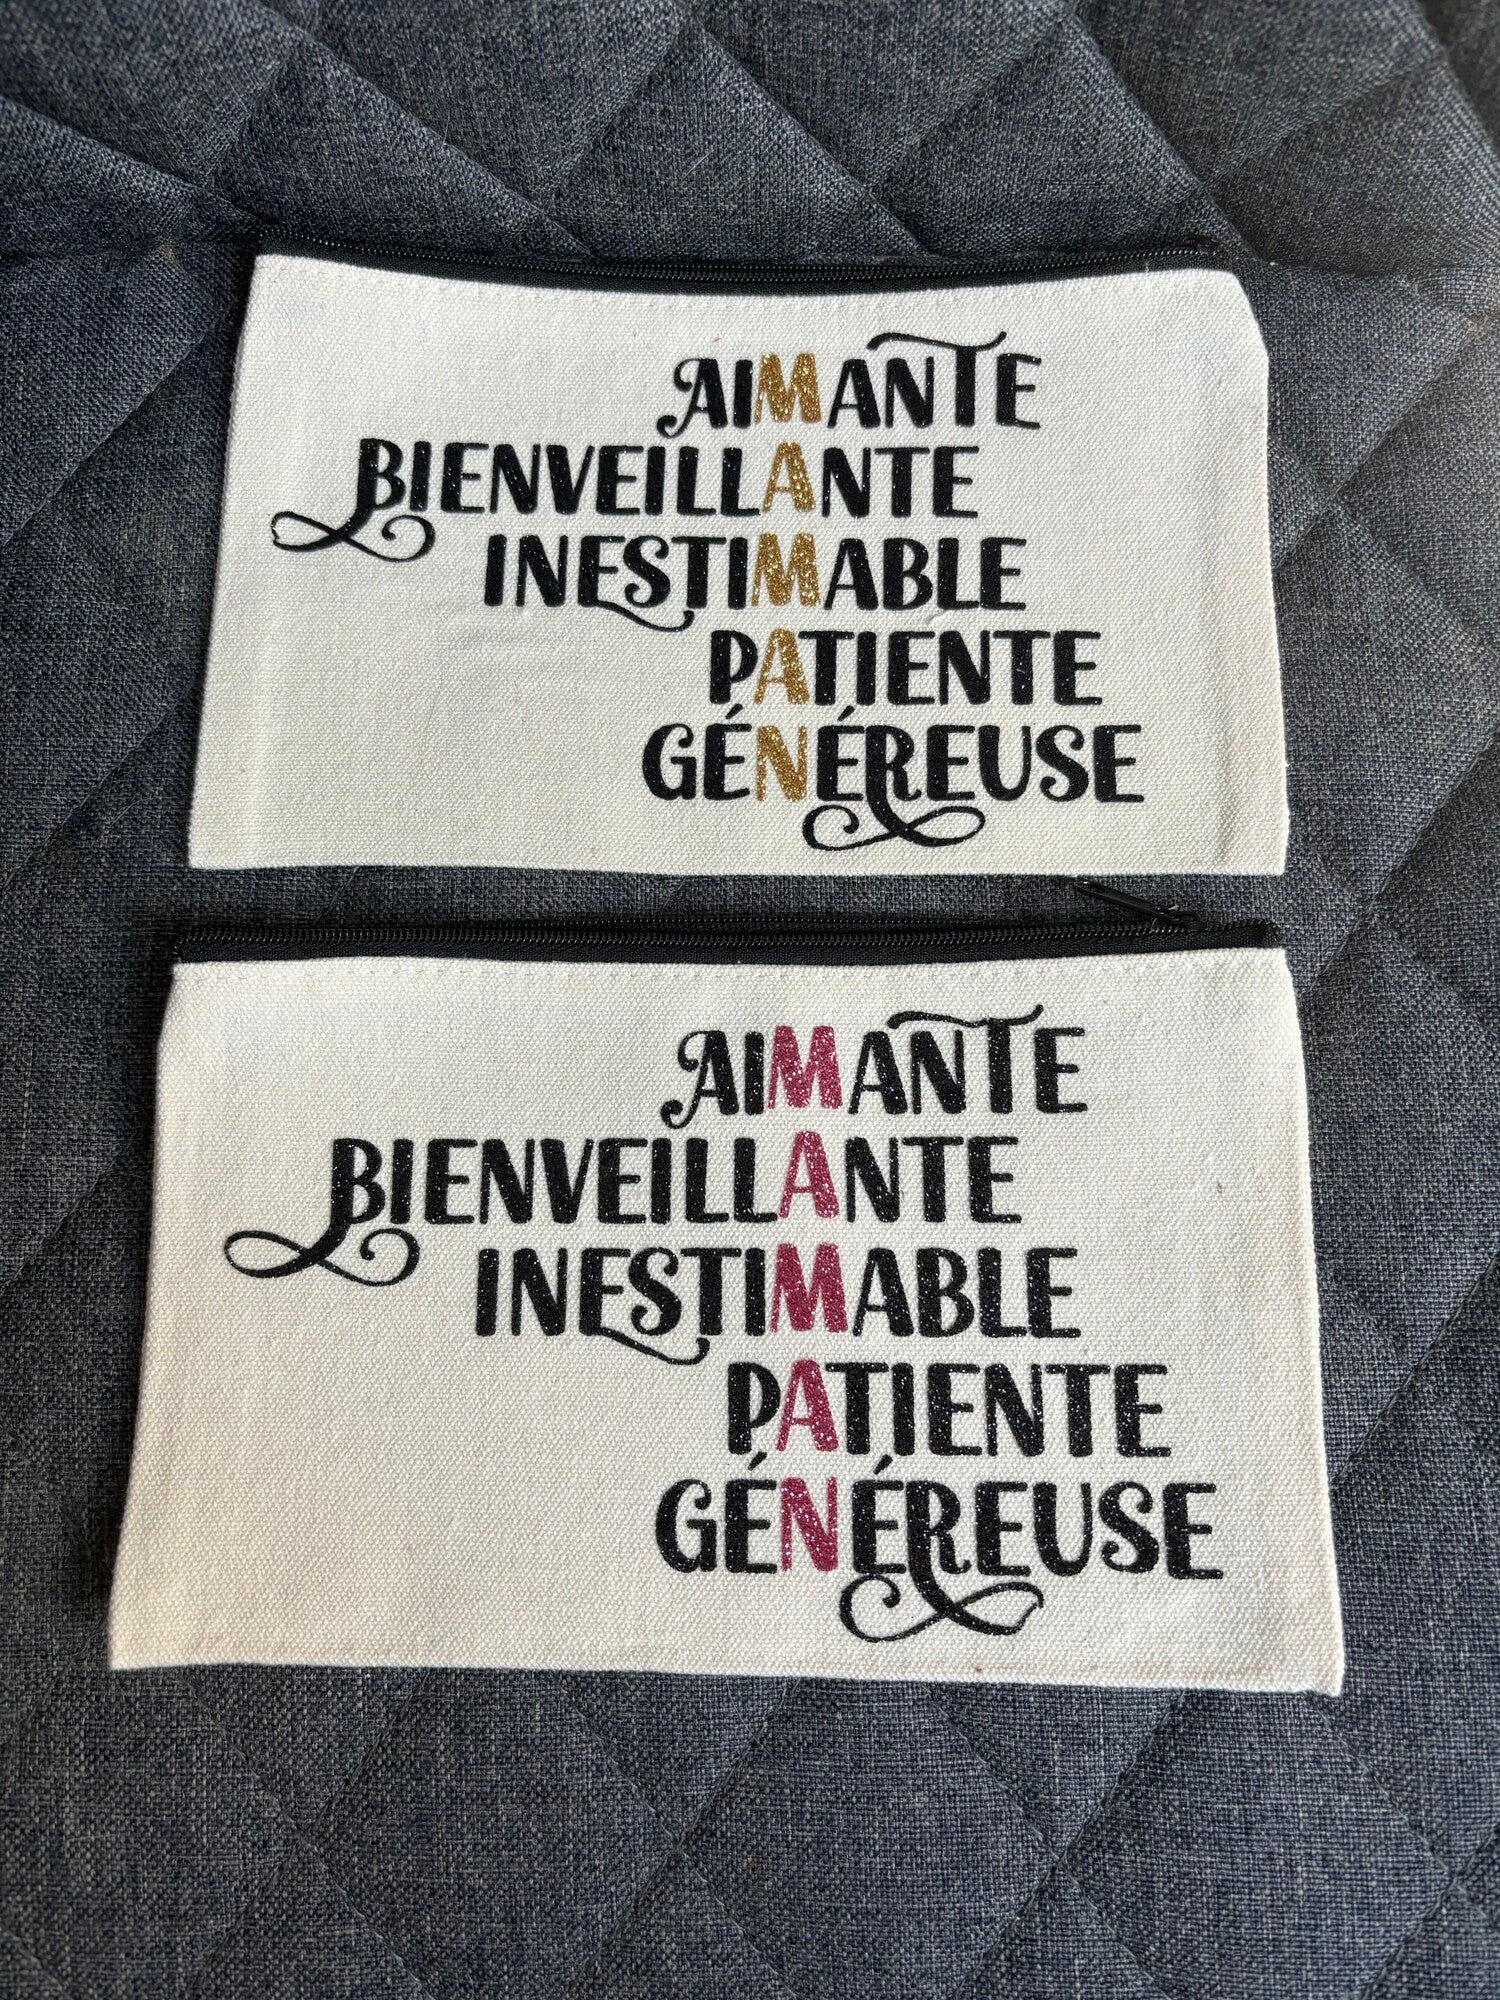 AIMANTE
BIENVEILLANTE
INESTIMABLE
PATIENTE
GÉNÉREUSE
AIMANTE
BIENVEILLANTE
INESTIMABLE
PATIENTE
GÉNÉREUSE